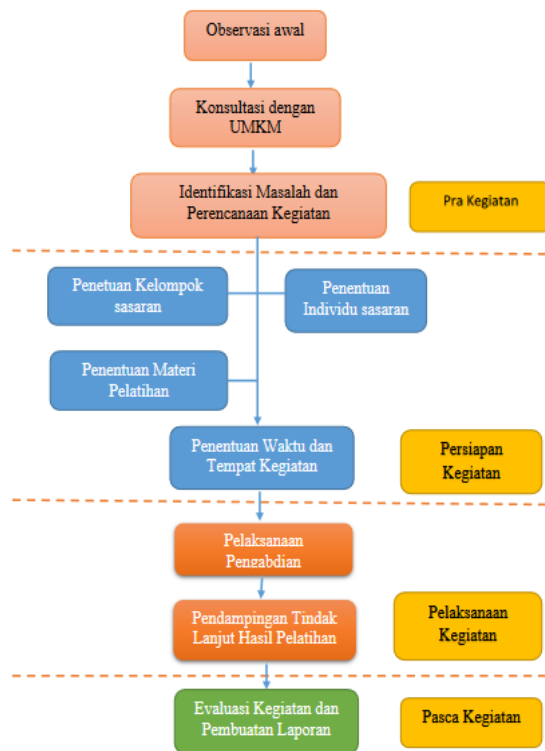 Observasi awal
Konsultasi dengan
UMKM
Identifikasi Masalah dan
Perencanaan Kegiatan
Pra Kegiatan
Penetuan Kelompok
sasaran
Penentuan
Individu sasaran
Penentuan Materi
Pelatihan
Penentuan Waktu dan
Tempat Kegiatan
Persiapan
Kegiatan
Pelaksanaan
Pengabdian
Pendampingan Tindak
Lanjut Hasil Pelatihan
Pelaksanaan
Kegiatan
Evaluasi Kegiatan dan
Pembuatan Laporan
Pasca Kegiatan